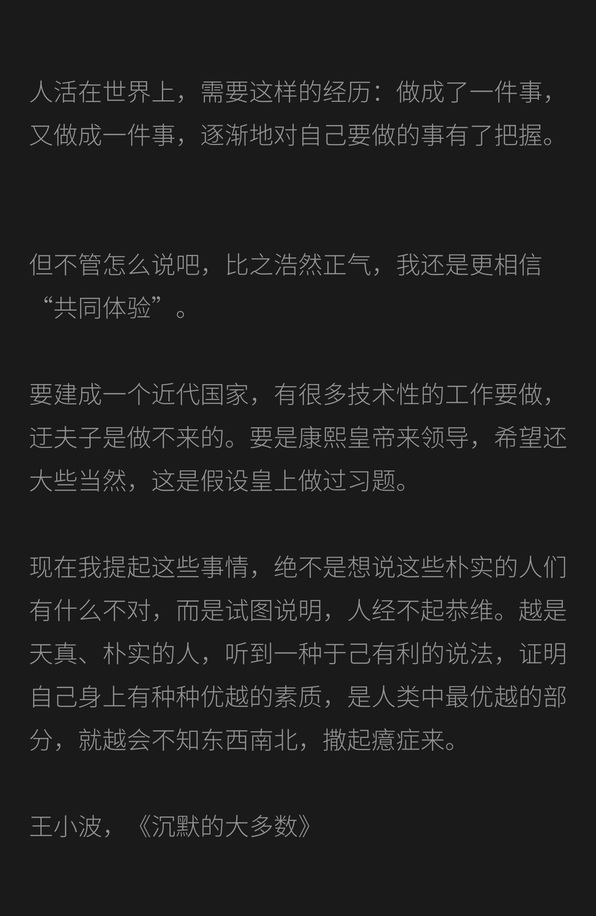 人活在世界上，需要这样的经历：做成了一件事，
又做成一件事，逐渐地对自己要做的事有了把握。
但不管怎么说吧，比之浩然正气，我还是更相信
“共同体验”。
要建成一个近代国家，有很多技术性的工作要做，
迂夫子是做不来的。要是康熙皇帝来领导，希望还
大些当然，这是假设皇上做过习题。
现在我提起这些事情，绝不是想说这些朴实的人们
有什么不对，而是试图说明，人经不起恭维。越是
天真、朴实的人，听到一种于己有利的说法，证明
自己身上有种种优越的素质，是人类中最优越的部
分，就越会不知东西南北，撒起癔症来。
王小波，《沉默的大多数》